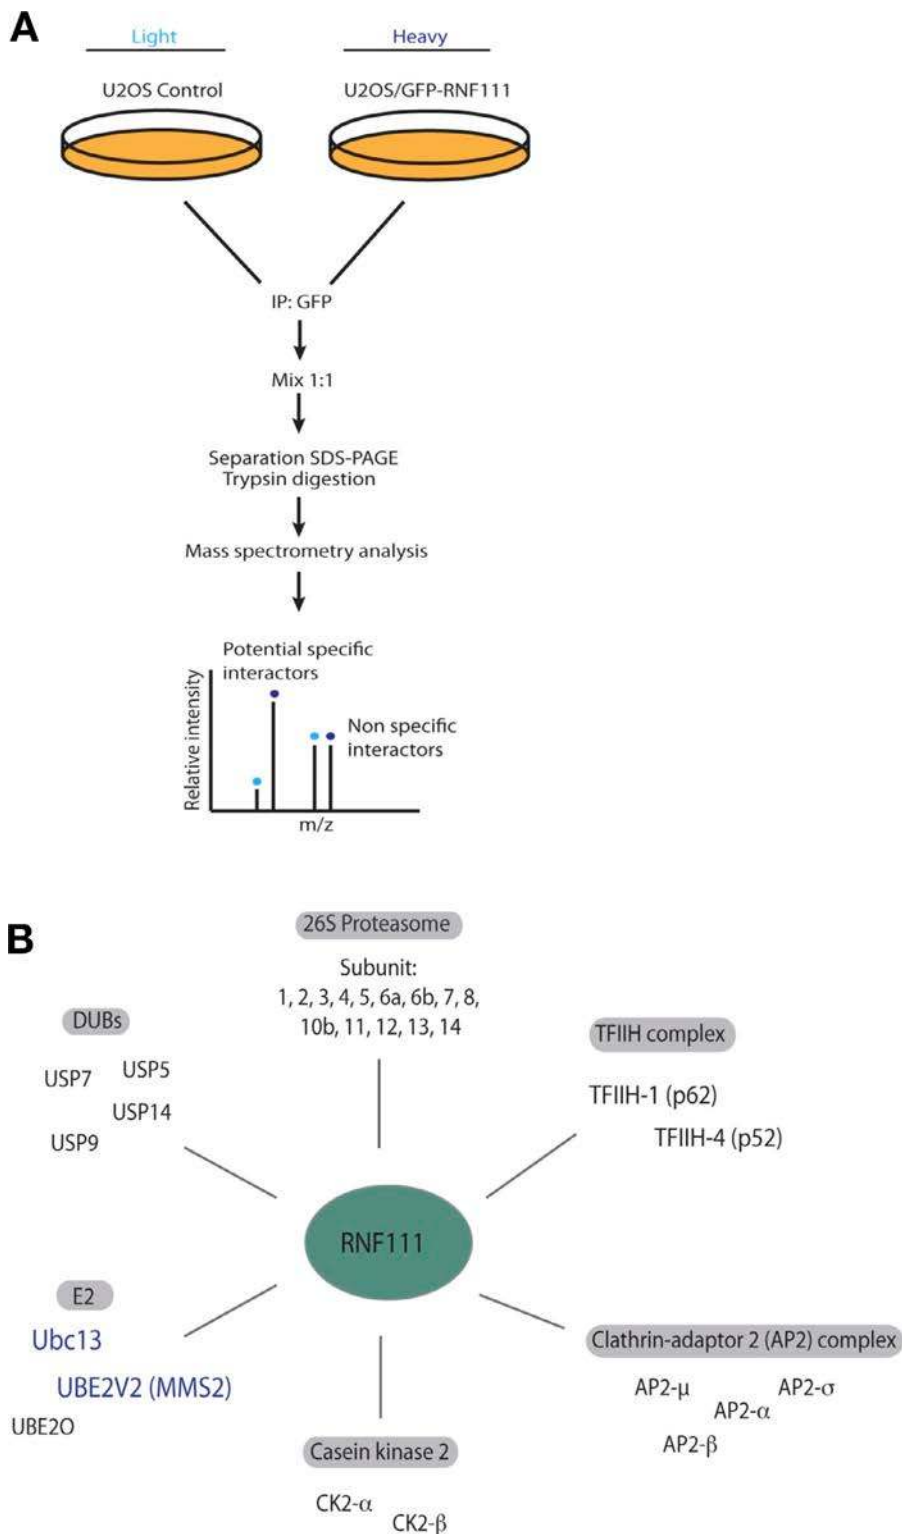 A
Light
Heavy
U2OS Control
U2OS/GFP-RNF111
IP: GFP
Mix 1:1
Separation SDS-PAGE
Trypsin digestion
Mass spectrometry analysis
Potential specific
interactors
Non specific
interactors
Relative intensity
m/z
B
26S Proteasome
Subunit:
1, 2, 3, 4, 5, 6a, 6b, 7, 8,
10b, 11, 12, 13, 14
DUBs
USP7
USP5
USP14
USP9
TFIIH complex
TFIIH-1 (p62)
TFIIH-4 (p52)
RNF111
E2
Ubc13
UBE2V2 (MMS2)
UBE2O
Clathrin-adaptor 2 (AP2) complex
AP2-μ
AP2-σ
AP2-α
AP2-β
Casein kinase 2
CK2-α
CK2-β